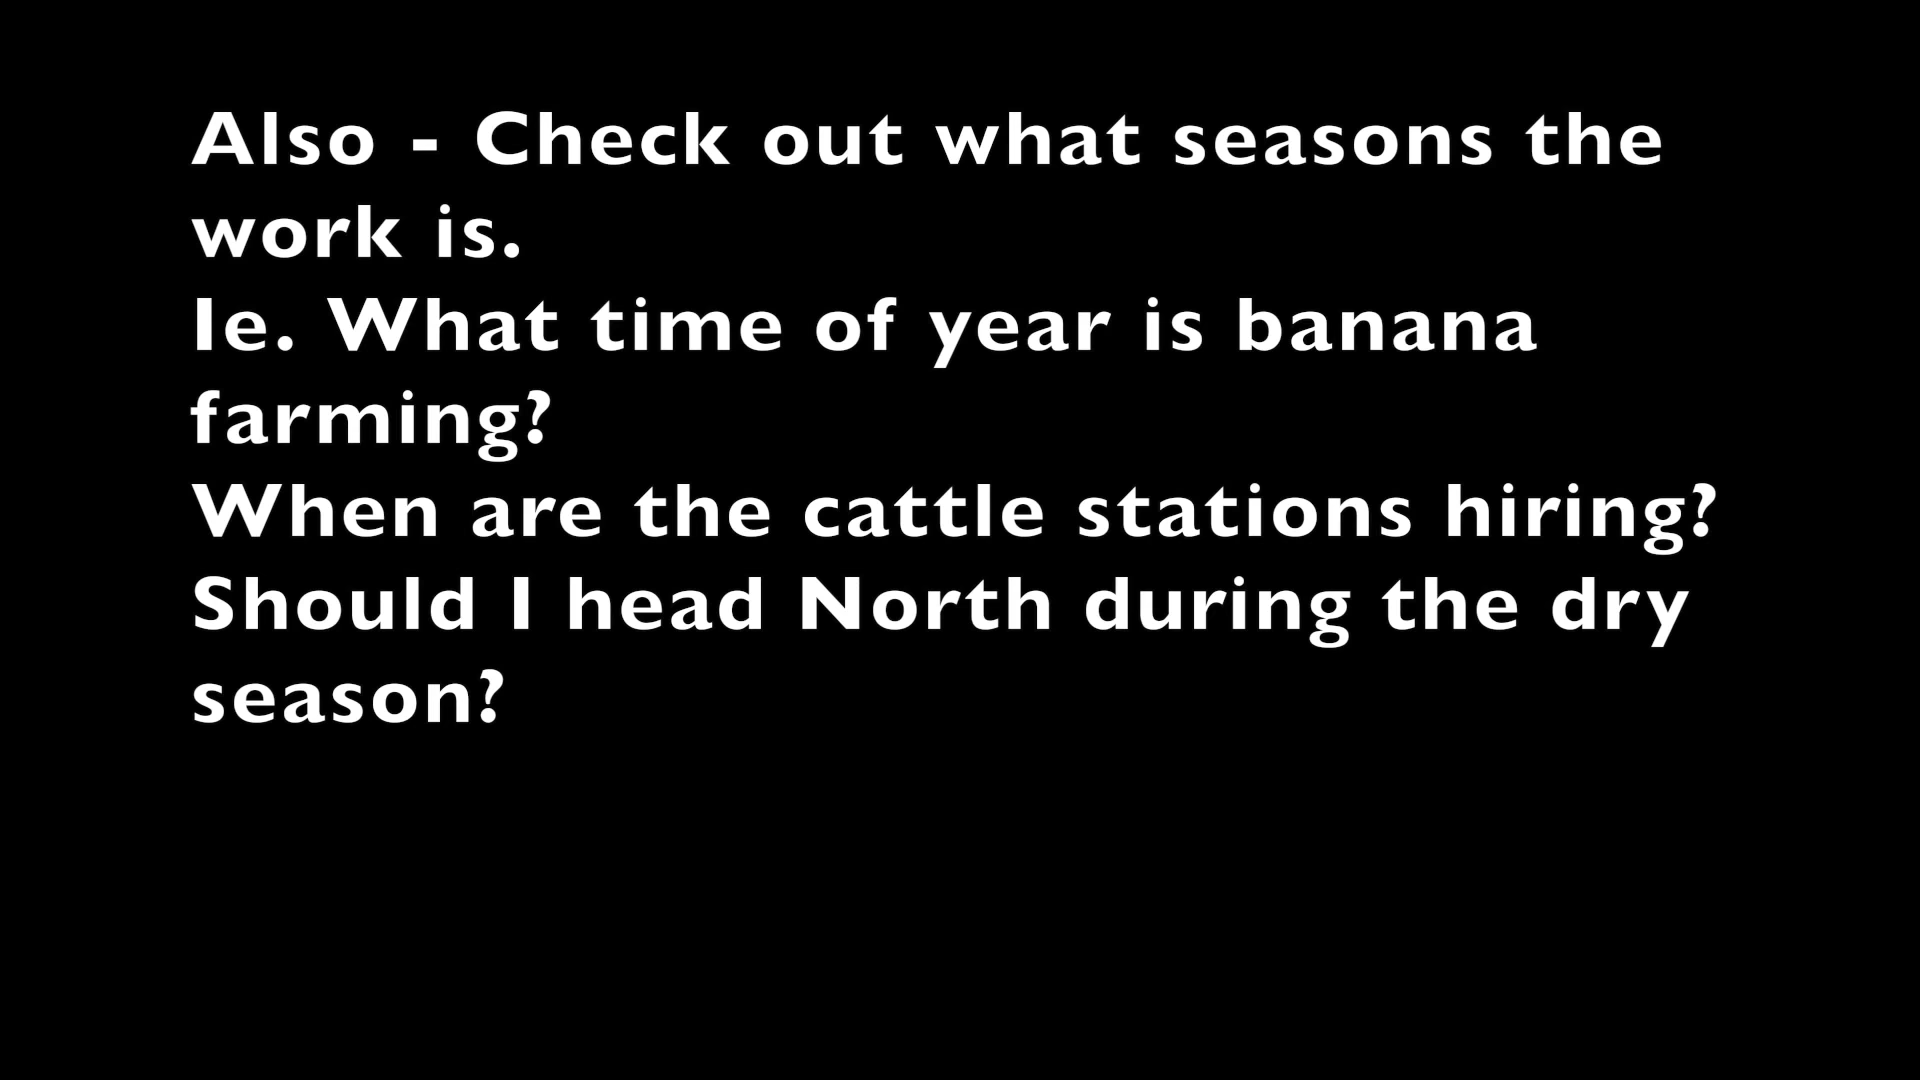 Also - Check out what seasons the
work is.
Ie. What time of year is banana
farming?
When are the cattle stations hiring?
Should I head North during the dry
season?